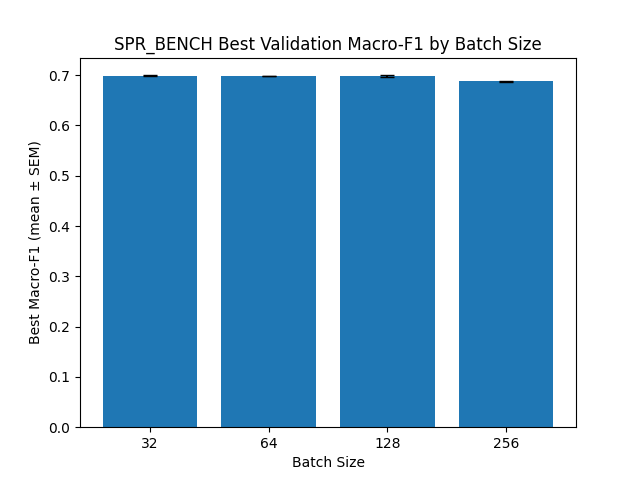 SPR_BENCH Best Validation Macro-F1 by Batch Size
Best Macro-F1 (mean ± SEM)
0.7
0.6
0.5
0.4
0.3
0.2
0.1
0.0
32 64 128 256
Batch Size